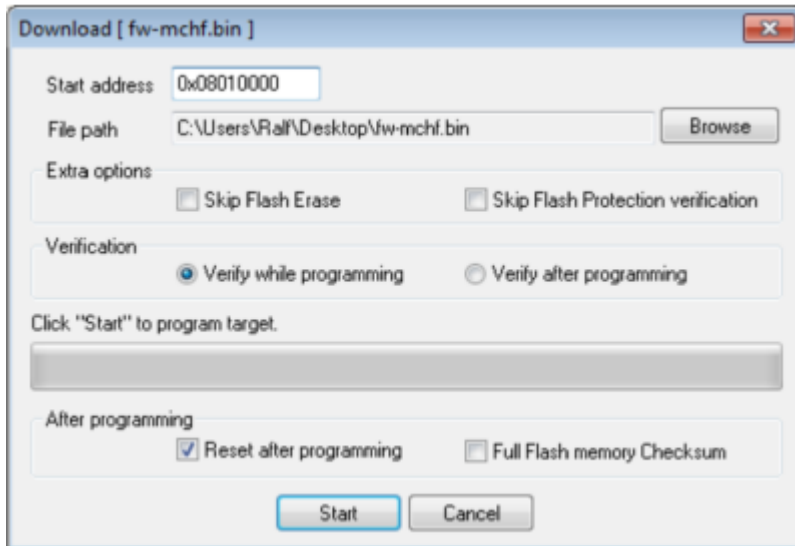 Download [ fw-mchf.bin ]
Start address 0x08010000
File path C:\Users\Ralf\Desktop\fw-mchf.bin Browse
Extra options
Skip Flash Erase Skip Flash Protection verification
Verification
Verify while programming Verify after programming
Click "Start" to program target.
After programming
Reset after programming Full Flash memory Checksum
Start Cancel